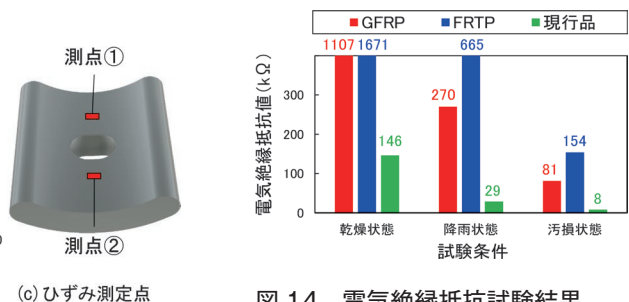 測点①
測点②
(c) ひずみ測定点
GFRP FRTP 現行品
電気絶縁抵抗値(kΩ)
300
200
100
0
1107 1671 146
270 665 29
81 154 8
乾燥状態 降雨状態 汚損状態
試験条件
図 14 電気絶縁抵抗試験結果